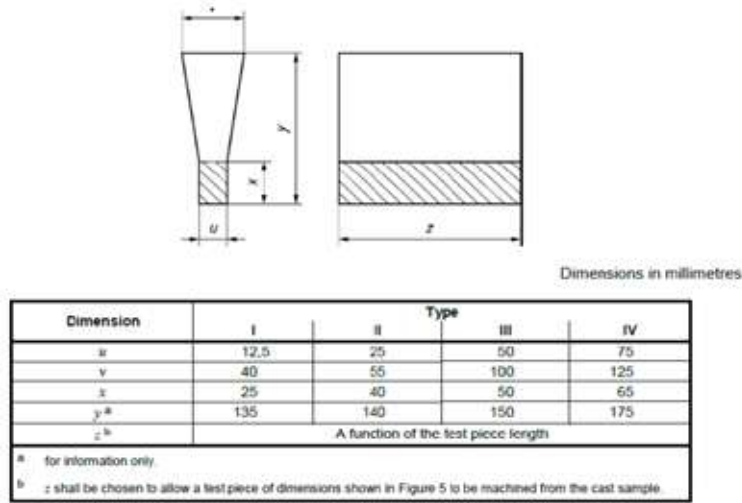 y
x
u
z
Dimensions in millimetres
Dimension Type
I II III IV
u 12,5 25 50 75
v 40 55 100 125
x 25 40 50 65
y a 135 140 150 175
z b A function of the test piece length
a for information only.
b z shall be chosen to allow a test piece of dimensions shown in Figure 5 to be machined from the cast sample.